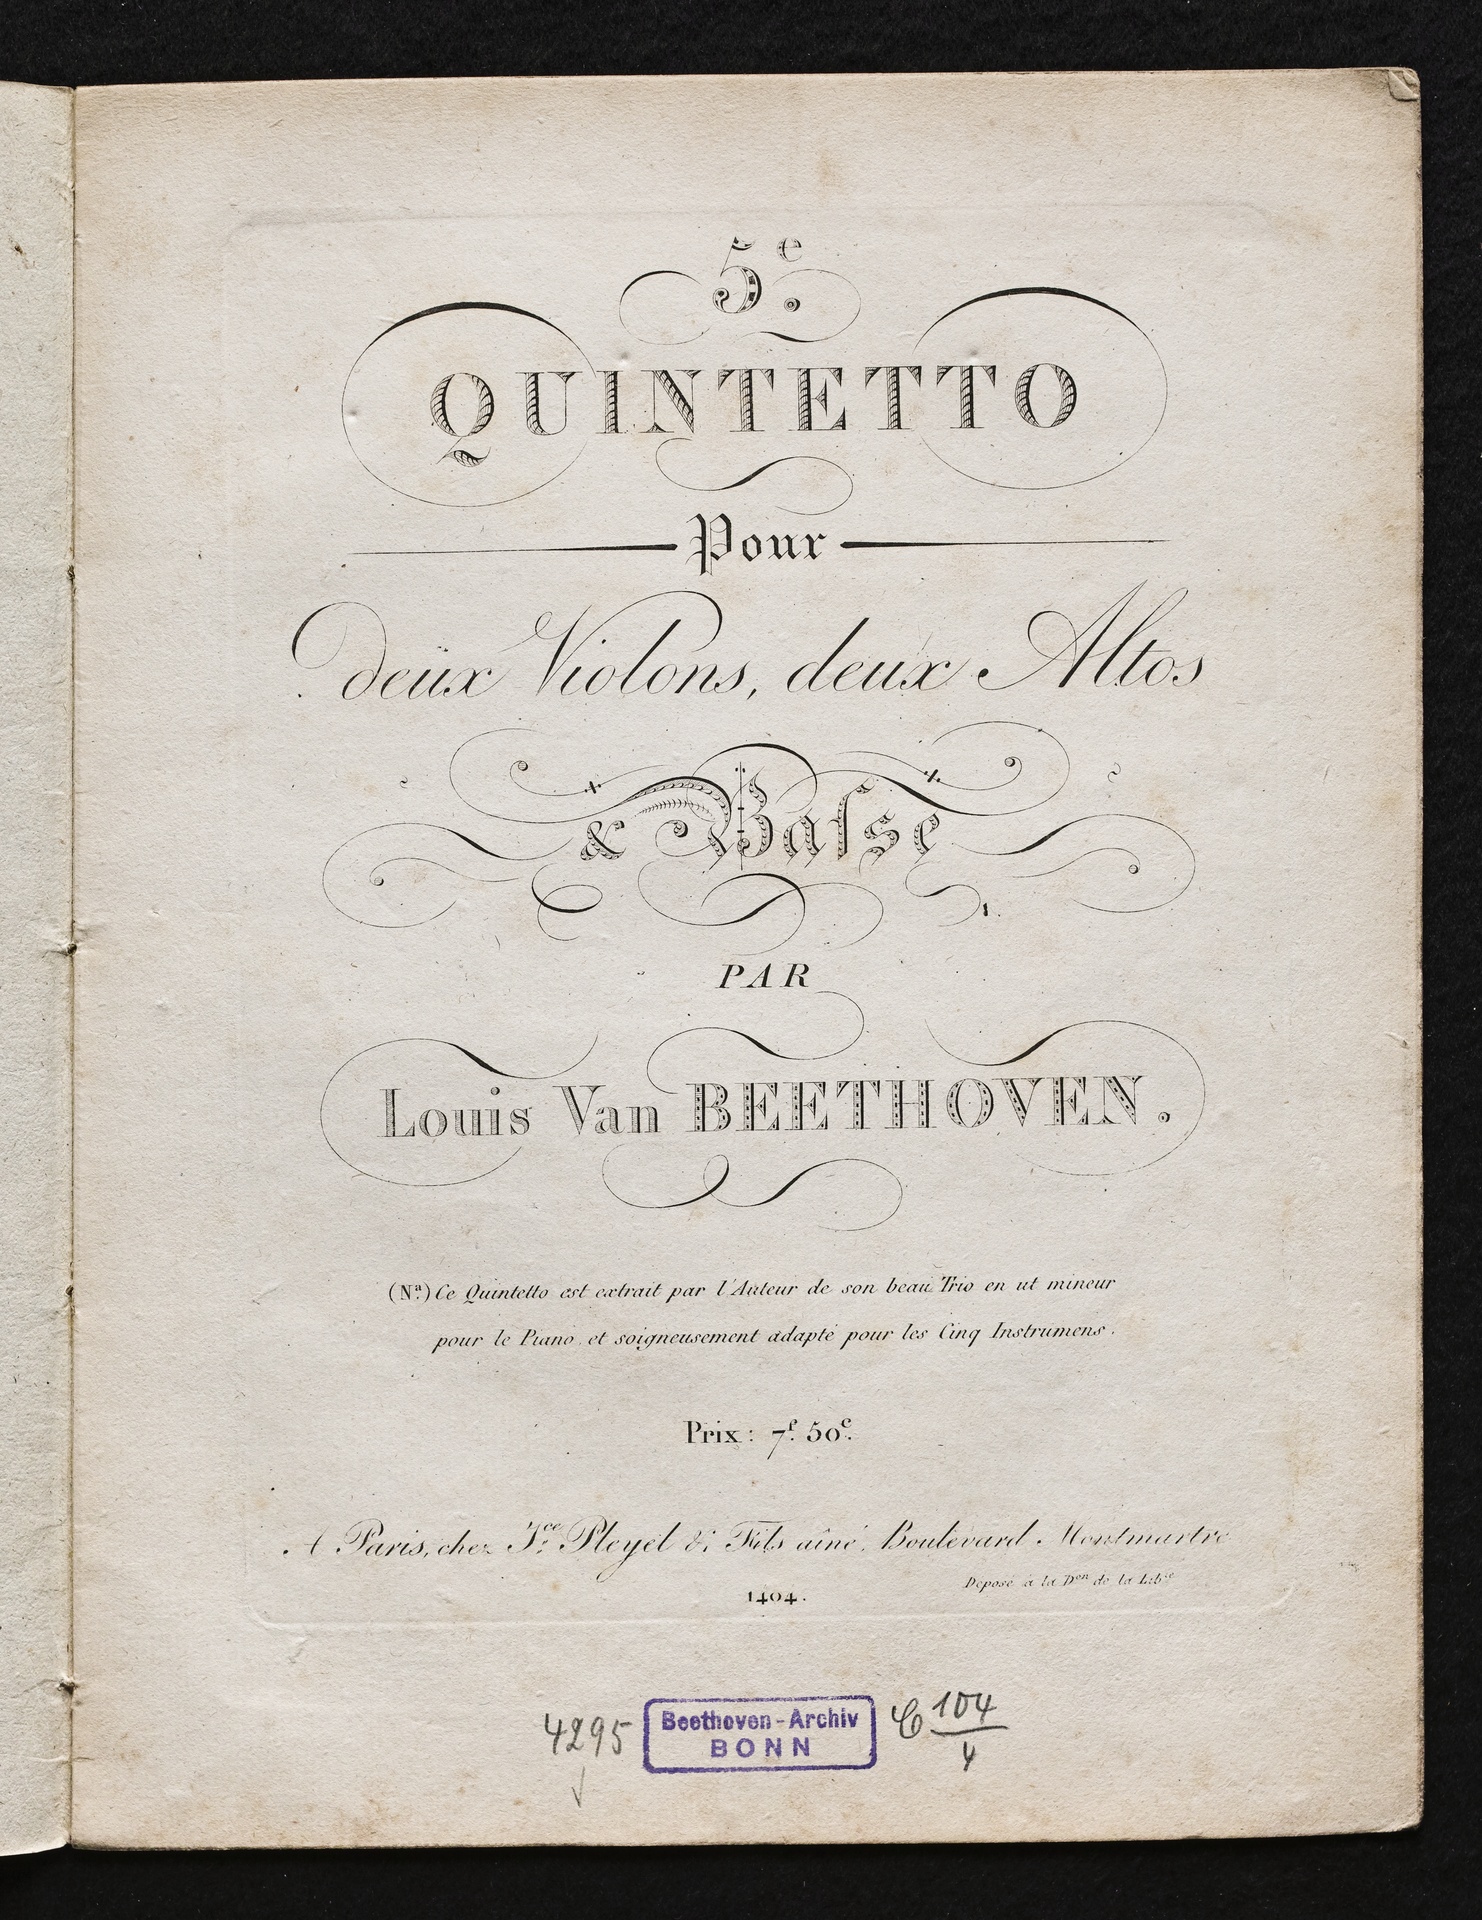 5.e
QUINTETTO
Pour
deux Violons, deux Altos
& Baſse
PAR
Louis Van BEETHOVEN.
(Na.) Ce Quintetto est extrait par l'Auteur de son beau Trio en ut mineur
pour le Piano, et soigneusement adapté pour les Cinq Instrumens.
Prix: 7f. 50c.
A Paris, chez I.ce Pleyel & Fils aîné, Boulevard Montmartre
Deposé à la Don de la Libie
1404.
4295 Beethoven-Archiv BONN C 104/4